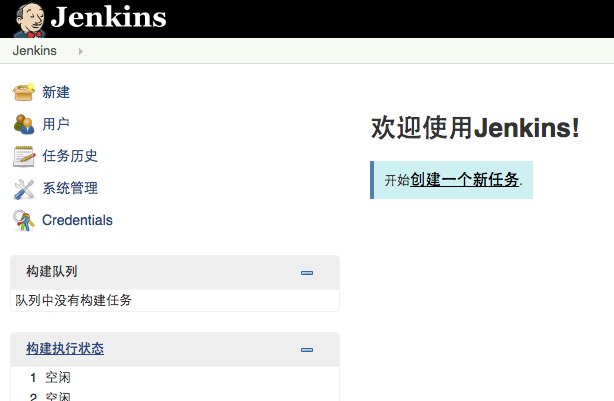 Jenkins
Jenkins
新建
用户
任务历史
系统管理
Credentials
欢迎使用Jenkins!
开始创建一个新任务.
构建队列
队列中没有构建任务
构建执行状态
1 空闲
2 空闲